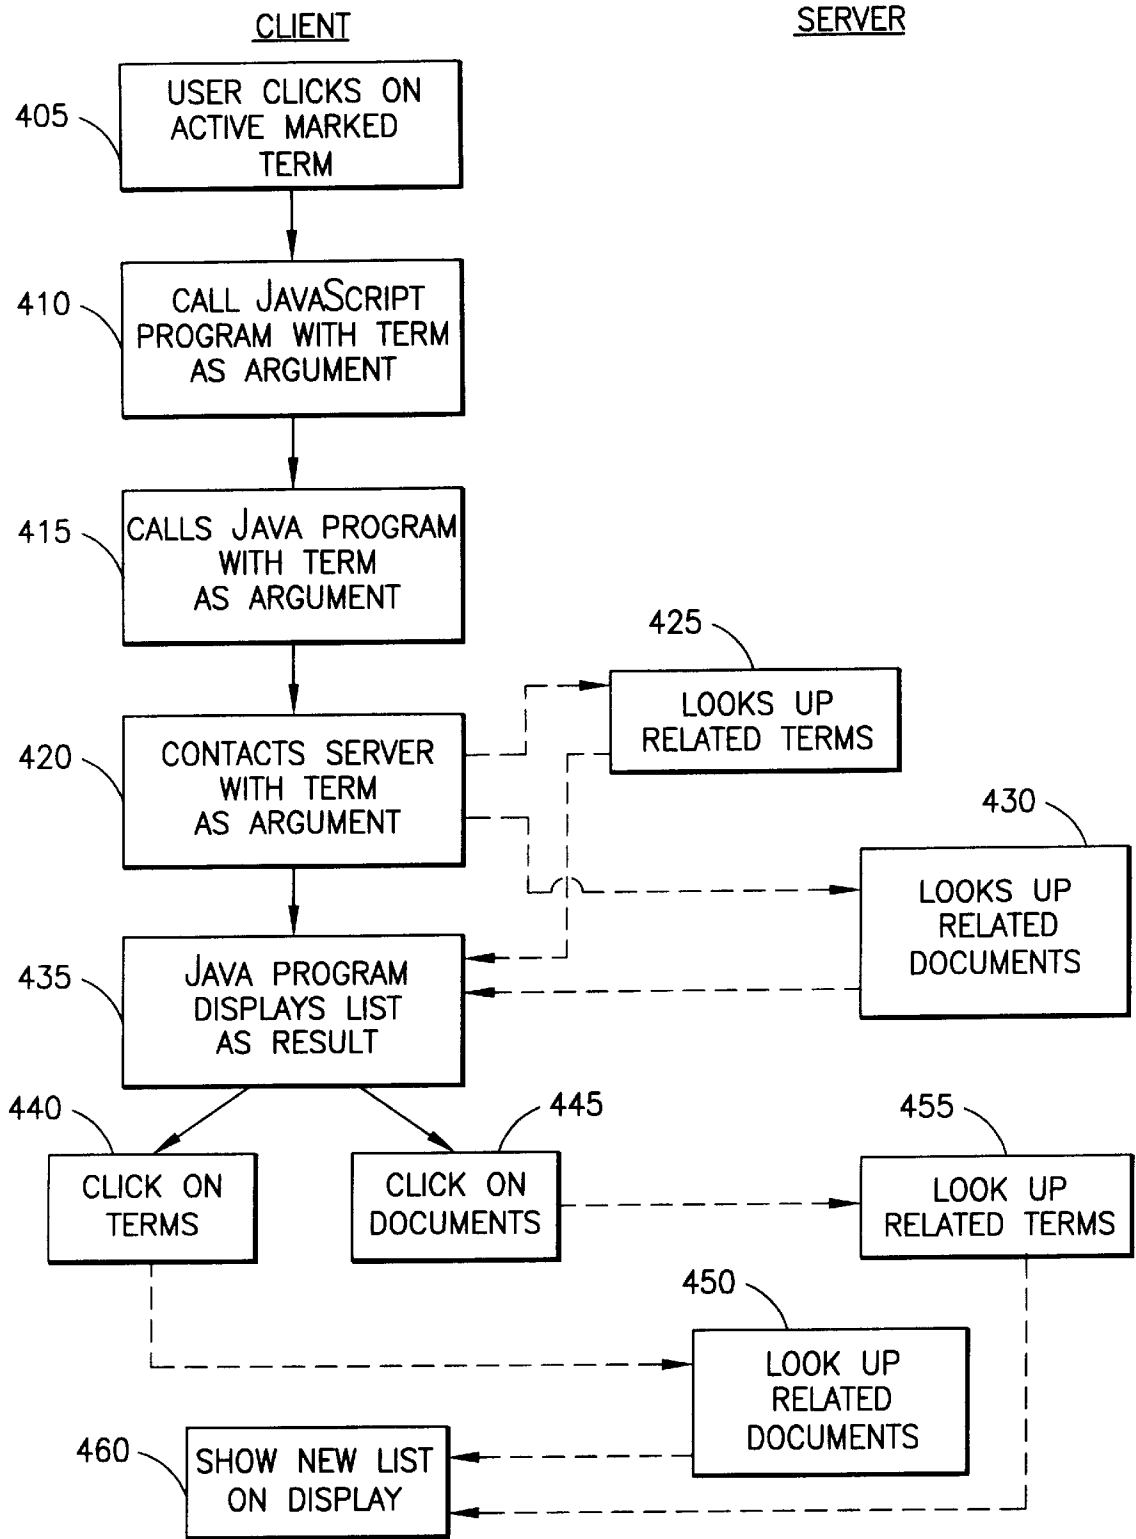 CLIENT
SERVER
405
USER CLICKS ON
ACTIVE MARKED
TERM
410
CALL JAVASCRIPT
PROGRAM WITH TERM
AS ARGUMENT
415
CALLS JAVA PROGRAM
WITH TERM
AS ARGUMENT
425
LOOKS UP
RELATED TERMS
420
CONTACTS SERVER
WITH TERM
AS ARGUMENT
430
LOOKS UP
RELATED
DOCUMENTS
435
JAVA PROGRAM
DISPLAYS LIST
AS RESULT
440
CLICK ON
TERMS
445
CLICK ON
DOCUMENTS
455
LOOK UP
RELATED TERMS
450
LOOK UP
RELATED
DOCUMENTS
460
SHOW NEW LIST
ON DISPLAY